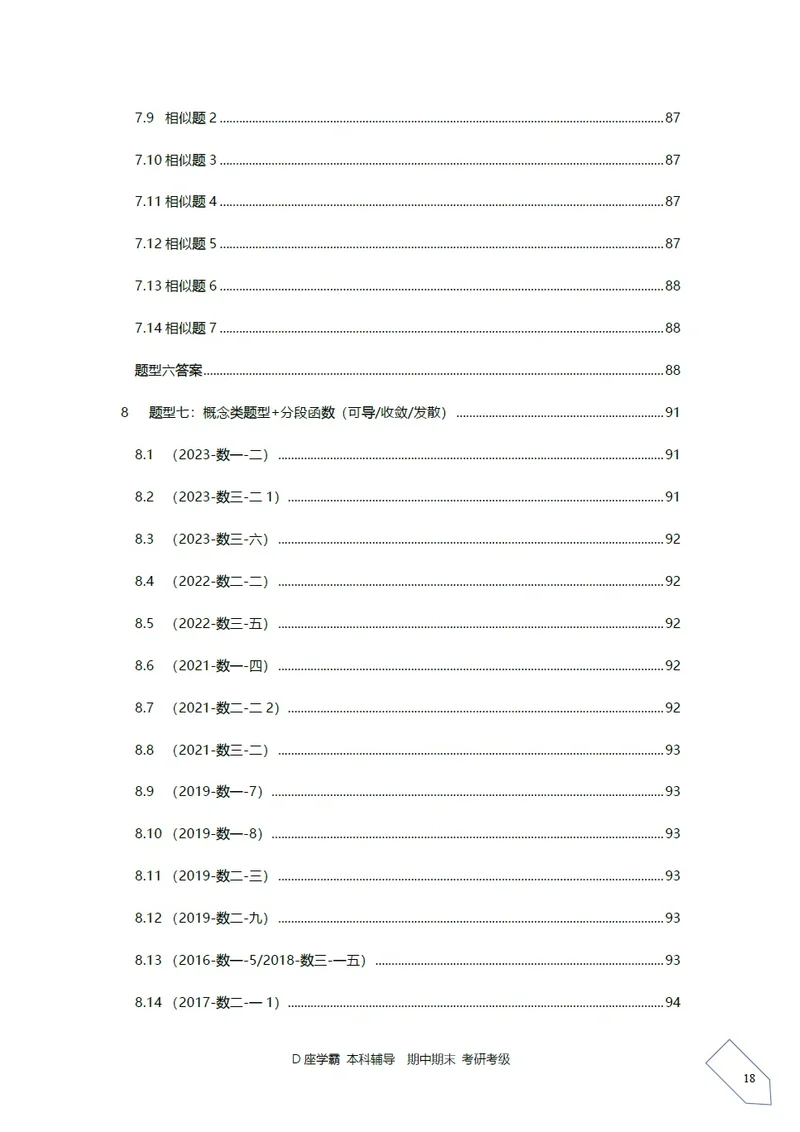 7.9 相似题 2 ........ 87
7.10 相似题 3 ........ 87
7.11 相似题 4 ........ 87
7.12 相似题 5 ........ 87
7.13 相似题 6 ........ 88
7.14 相似题 7 ........ 88
题型六答案 ........ 88
8 题型七：概念类题型+分段函数（可导/收敛/发散） ........ 91
8.1 （2023-数一-二） ........ 91
8.2 （2023-数三-二 1） ........ 91
8.3 （2023-数三-六） ........ 92
8.4 （2022-数二-二） ........ 92
8.5 （2022-数三-五） ........ 92
8.6 （2021-数一-四） ........ 92
8.7 （2021-数二-二 2） ........ 92
8.8 （2021-数三-二） ........ 93
8.9 （2019-数一-7） ........ 93
8.10 （2019-数一-8） ........ 93
8.11 （2019-数二-三） ........ 93
8.12 （2019-数二-九） ........ 93
8.13 （2016-数一-5/2018-数三-一五） ........ 93
8.14 （2017-数二-一 1） ........ 94
D 座学霸 本科辅导 期中期末 考研考级
18